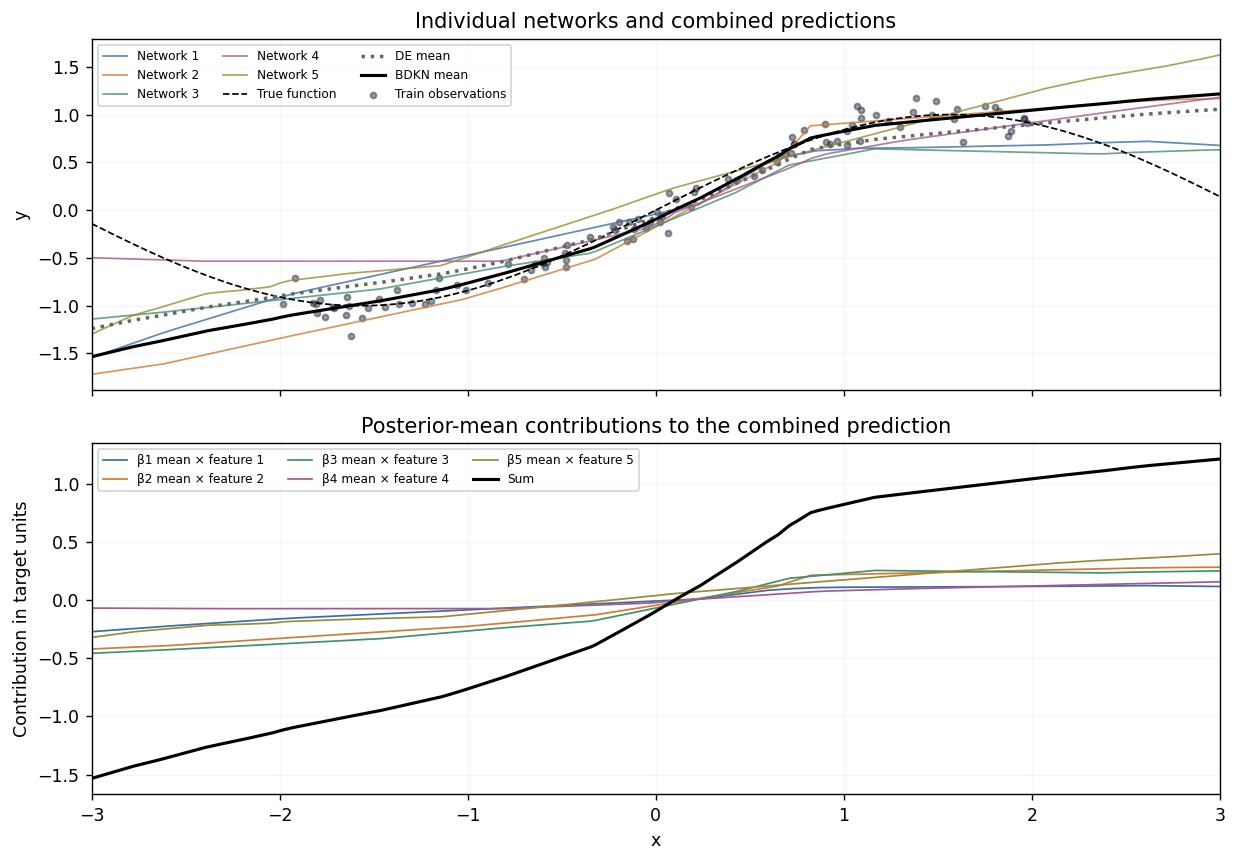 Individual networks and combined predictions
Network 1
Network 2
Network 3
Network 4
Network 5
True function
DE mean
BDKN mean
Train observations
1.5
1.0
0.5
0.0
−0.5
−1.0
−1.5
y
Posterior-mean contributions to the combined prediction
β1 mean × feature 1
β2 mean × feature 2
β3 mean × feature 3
β4 mean × feature 4
β5 mean × feature 5
Sum
1.0
0.5
0.0
−0.5
−1.0
−1.5
Contribution in target units
−3
−2
−1
0
1
2
3
x